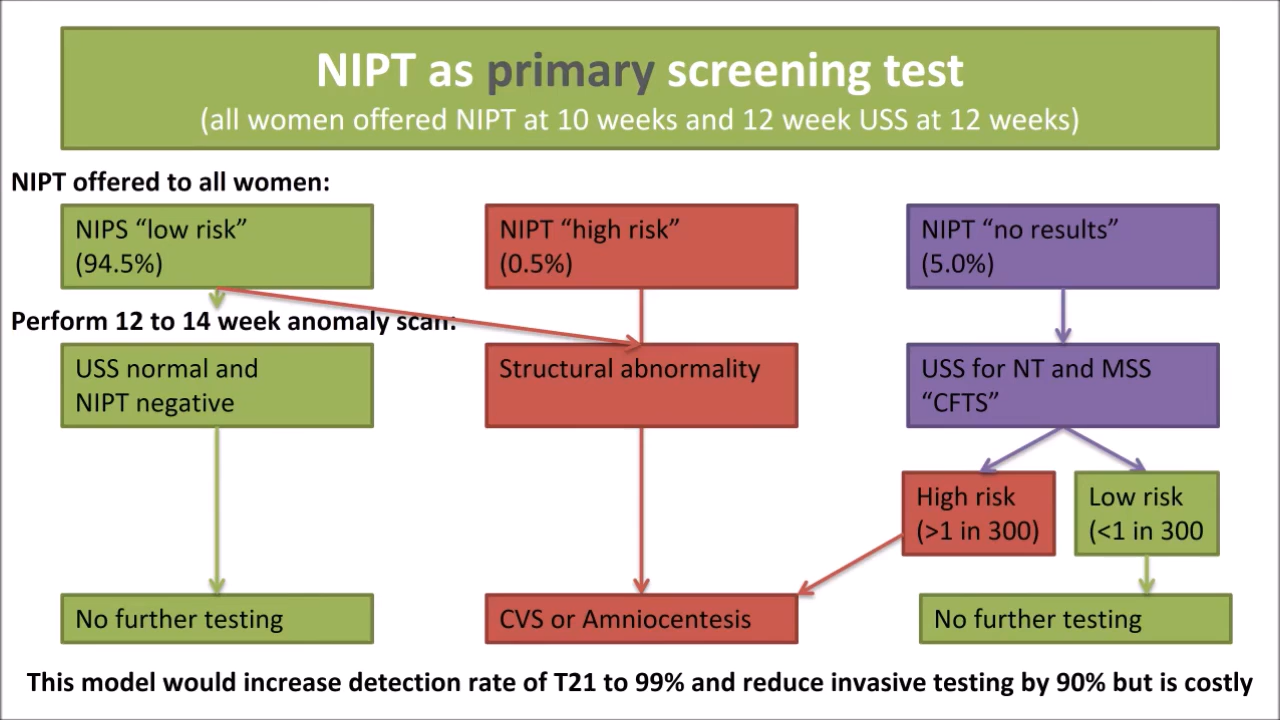 NIPT as primary screening test
(all women offered NIPT at 10 weeks and 12 week USS at 12 weeks)
NIPT offered to all women:
NIPS “low risk”
(94.5%)
NIPT “high risk”
(0.5%)
NIPT “no results”
(5.0%)
Perform 12 to 14 week anomaly scan:
USS normal and
NIPT negative
Structural abnormality
USS for NT and MSS
“CFTS”
High risk
(>1 in 300)
Low risk
(<1 in 300
No further testing
CVS or Amniocentesis
No further testing
This model would increase detection rate of T21 to 99% and reduce invasive testing by 90% but is costly